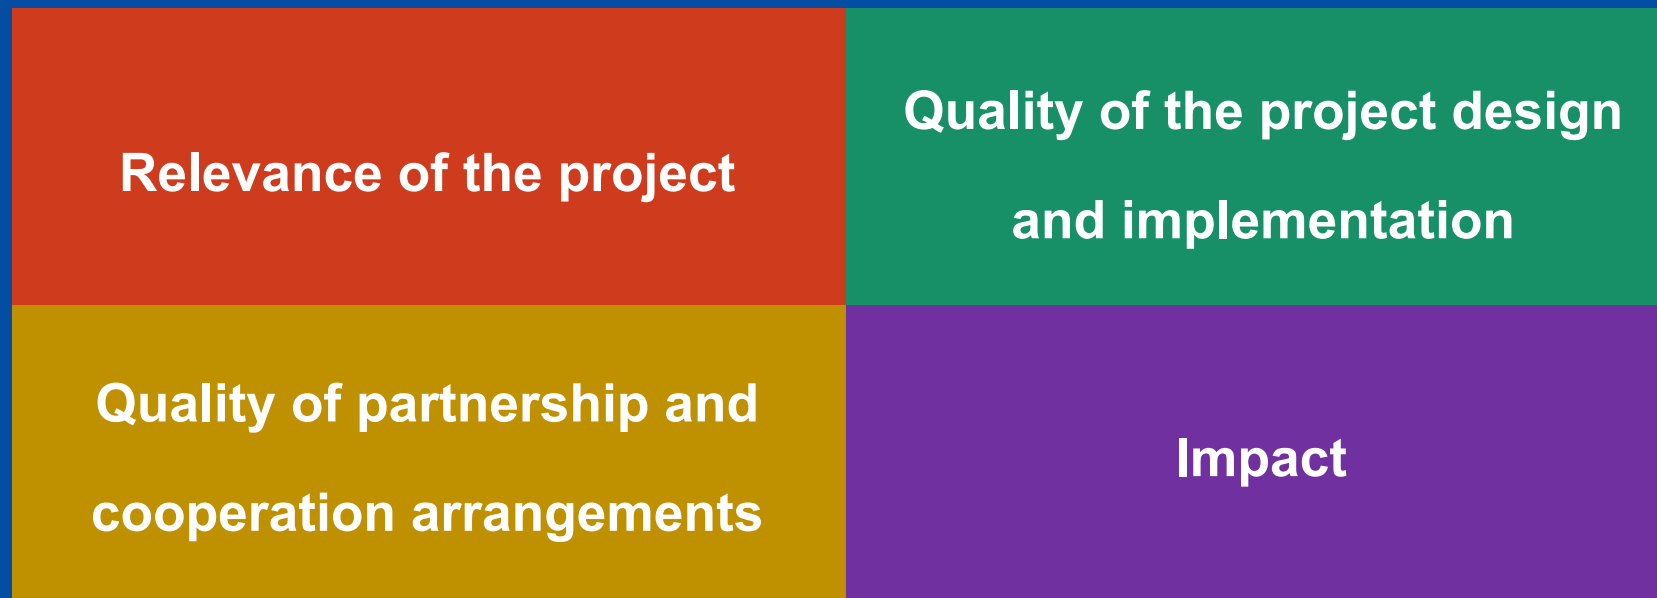 Relevance of the project
Quality of the project design
and implementation
Quality of partnership and
cooperation arrangements
Impact